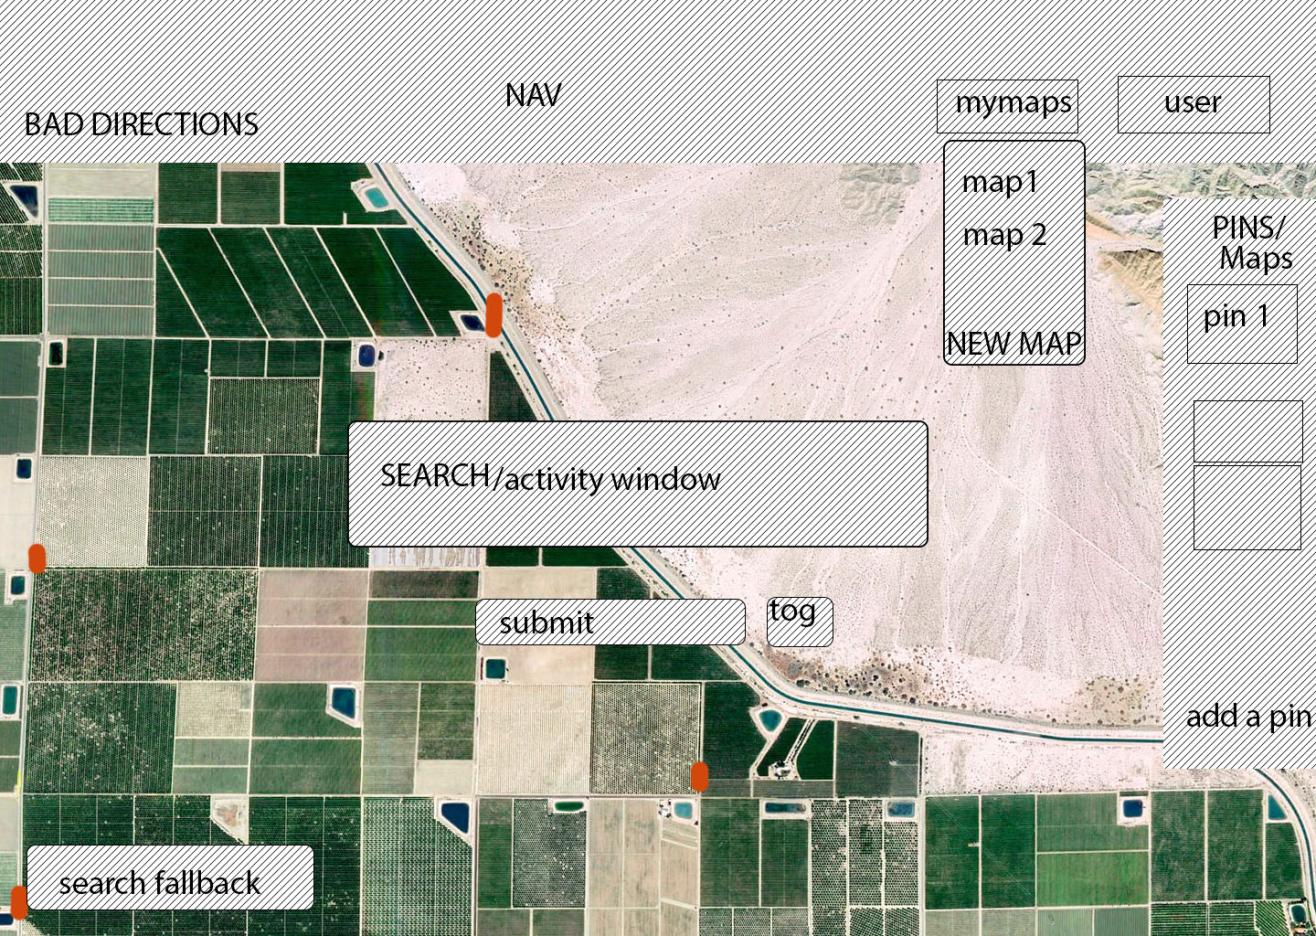 NAV
mymaps
user
BAD DIRECTIONS
map1
map 2
NEW MAP
PINS/
Maps
pin 1
SEARCH/activity window
submit
tog
add a pin
search fallback